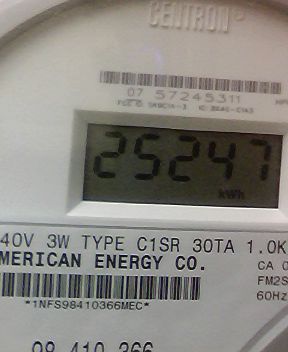 CENTRON®
07 57245311
25247
kWh
40V 3W TYPE C1SR 30TA 1.0K
MERICAN ENERGY CO.
CA 0
FM2S
60Hz
*1NFS98410366MEC*
98 410 366